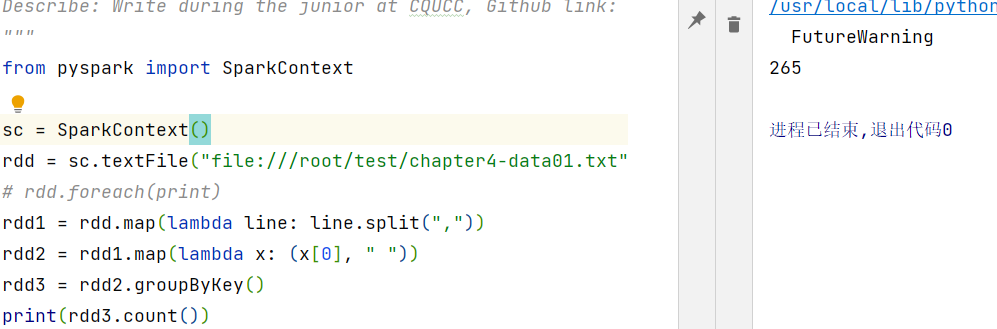 Describe: Write during the junior at CQUCC, Github link:
"""
from pyspark import SparkContext
sc = SparkContext()
rdd = sc.textFile("file:///root/test/chapter4-data01.txt"
# rdd.foreach(print)
rdd1 = rdd.map(lambda line: line.split(","))
rdd2 = rdd1.map(lambda x: (x[0], " "))
rdd3 = rdd2.groupByKey()
print(rdd3.count())
/usr/local/lib/python
FutureWarning
265
进程已结束,退出代码0